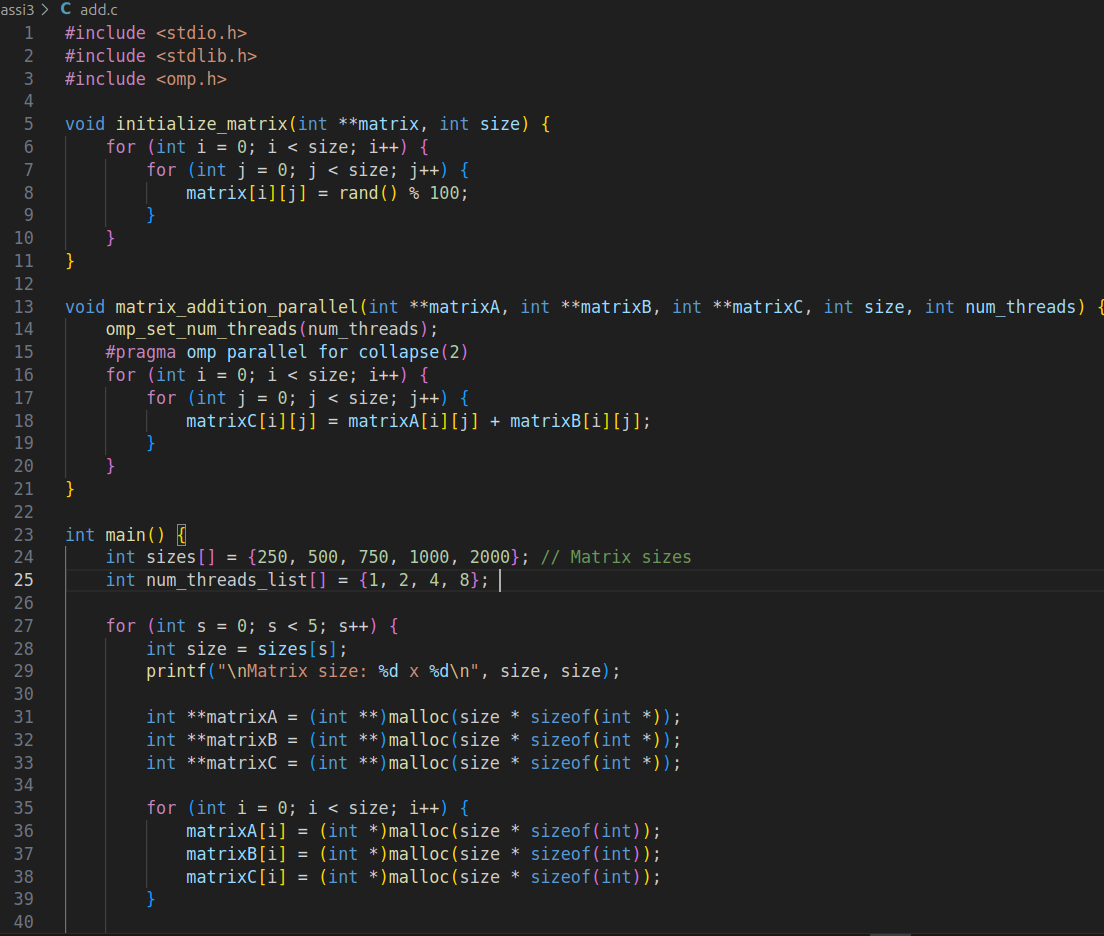 assi3 > C add.c
1 #include <stdio.h>
2 #include <stdlib.h>
3 #include <omp.h>
4
5 void initialize_matrix(int **matrix, int size) {
6     for (int i = 0; i < size; i++) {
7         for (int j = 0; j < size; j++) {
8             matrix[i][j] = rand() % 100;
9         }
10     }
11 }
12
13 void matrix_addition_parallel(int **matrixA, int **matrixB, int **matrixC, int size, int num_threads) {
14     omp_set_num_threads(num_threads);
15     #pragma omp parallel for collapse(2)
16     for (int i = 0; i < size; i++) {
17         for (int j = 0; j < size; j++) {
18             matrixC[i][j] = matrixA[i][j] + matrixB[i][j];
19         }
20     }
21 }
22
23 int main() {
24     int sizes[] = {250, 500, 750, 1000, 2000}; // Matrix sizes
25     int num_threads_list[] = {1, 2, 4, 8};
26
27     for (int s = 0; s < 5; s++) {
28         int size = sizes[s];
29         printf("\nMatrix size: %d x %d\n", size, size);
30
31         int **matrixA = (int **)malloc(size * sizeof(int *));
32         int **matrixB = (int **)malloc(size * sizeof(int *));
33         int **matrixC = (int **)malloc(size * sizeof(int *));
34
35         for (int i = 0; i < size; i++) {
36             matrixA[i] = (int *)malloc(size * sizeof(int));
37             matrixB[i] = (int *)malloc(size * sizeof(int));
38             matrixC[i] = (int *)malloc(size * sizeof(int));
39         }
40